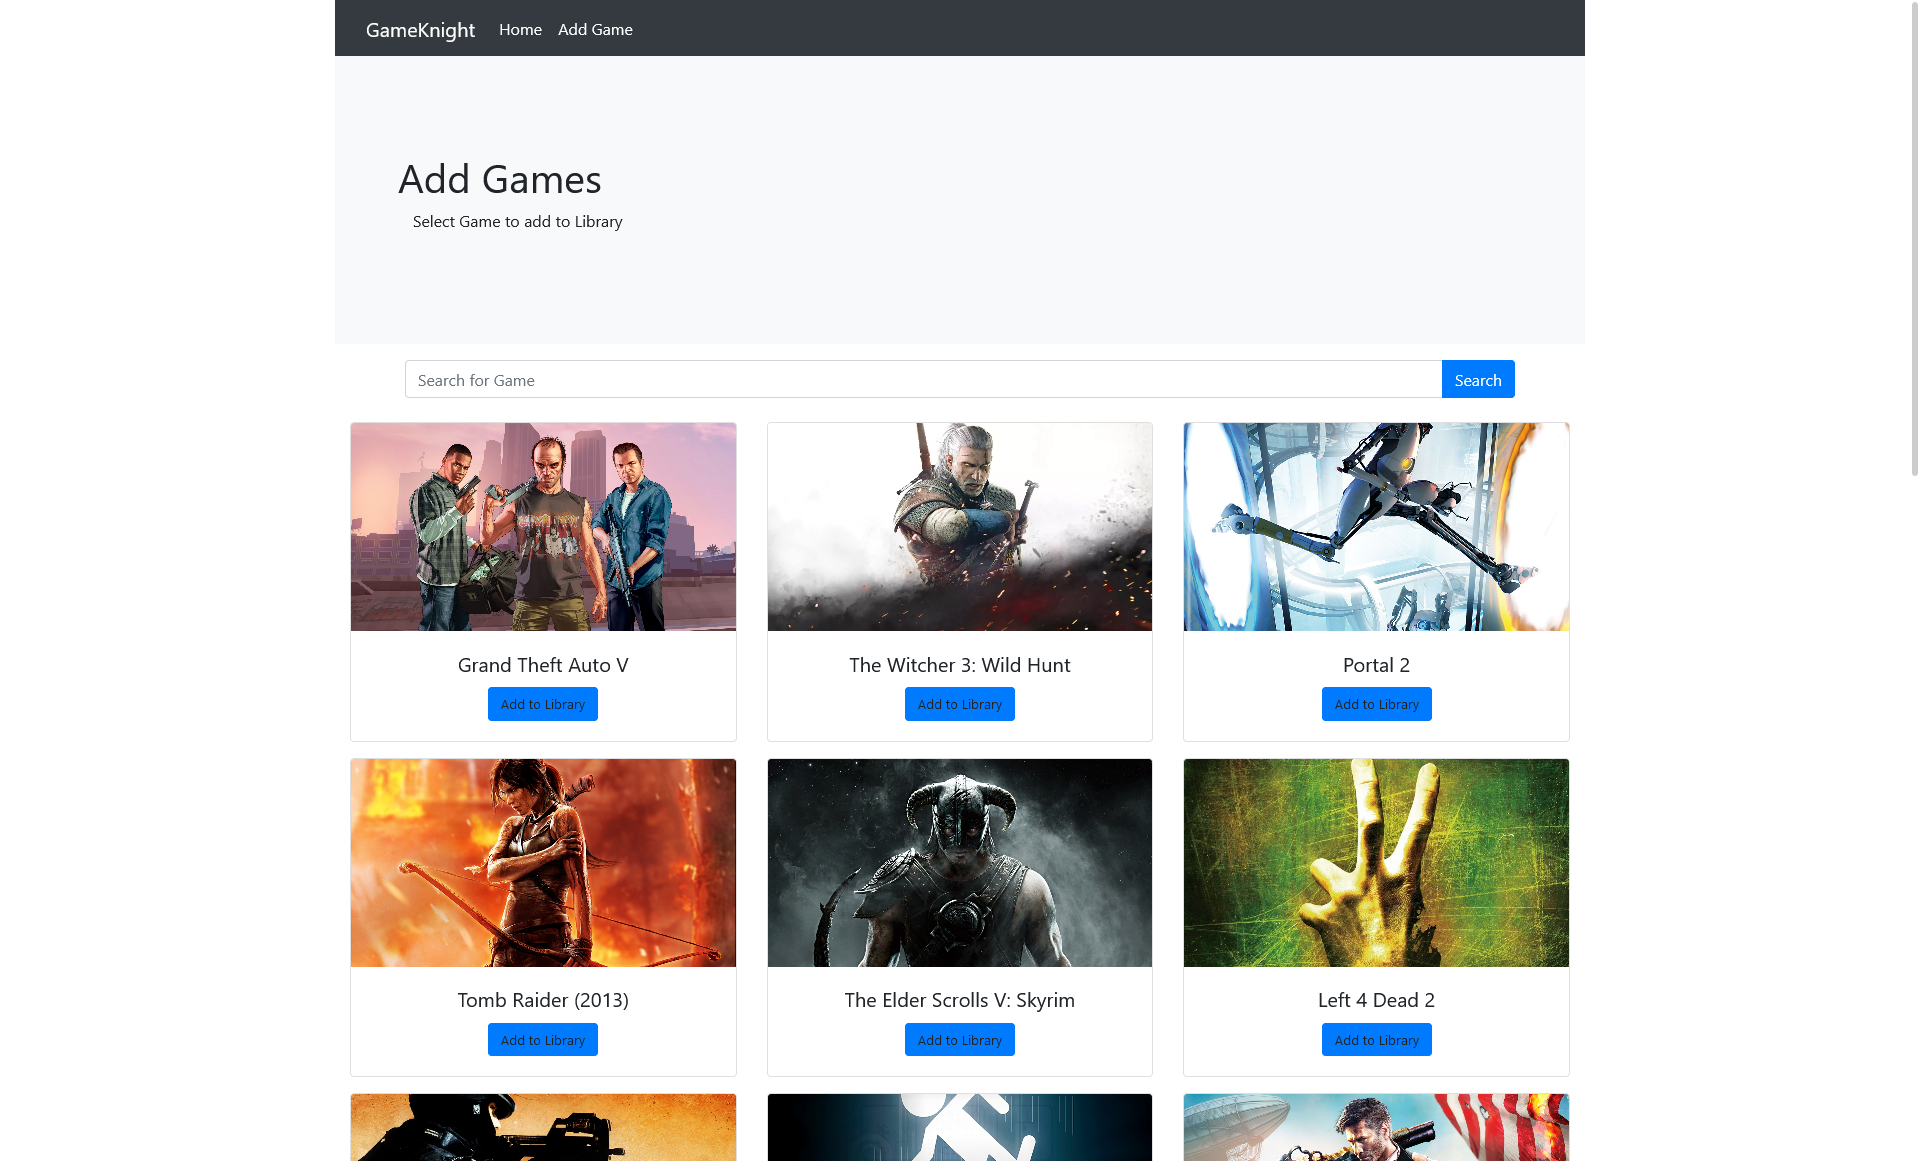 GameKnight Home Add Game
Add Games
Select Game to add to Library
Search for Game Search
Grand Theft Auto V
Add to Library
The Witcher 3: Wild Hunt
Add to Library
Portal 2
Add to Library
Tomb Raider (2013)
Add to Library
The Elder Scrolls V: Skyrim
Add to Library
Left 4 Dead 2
Add to Library